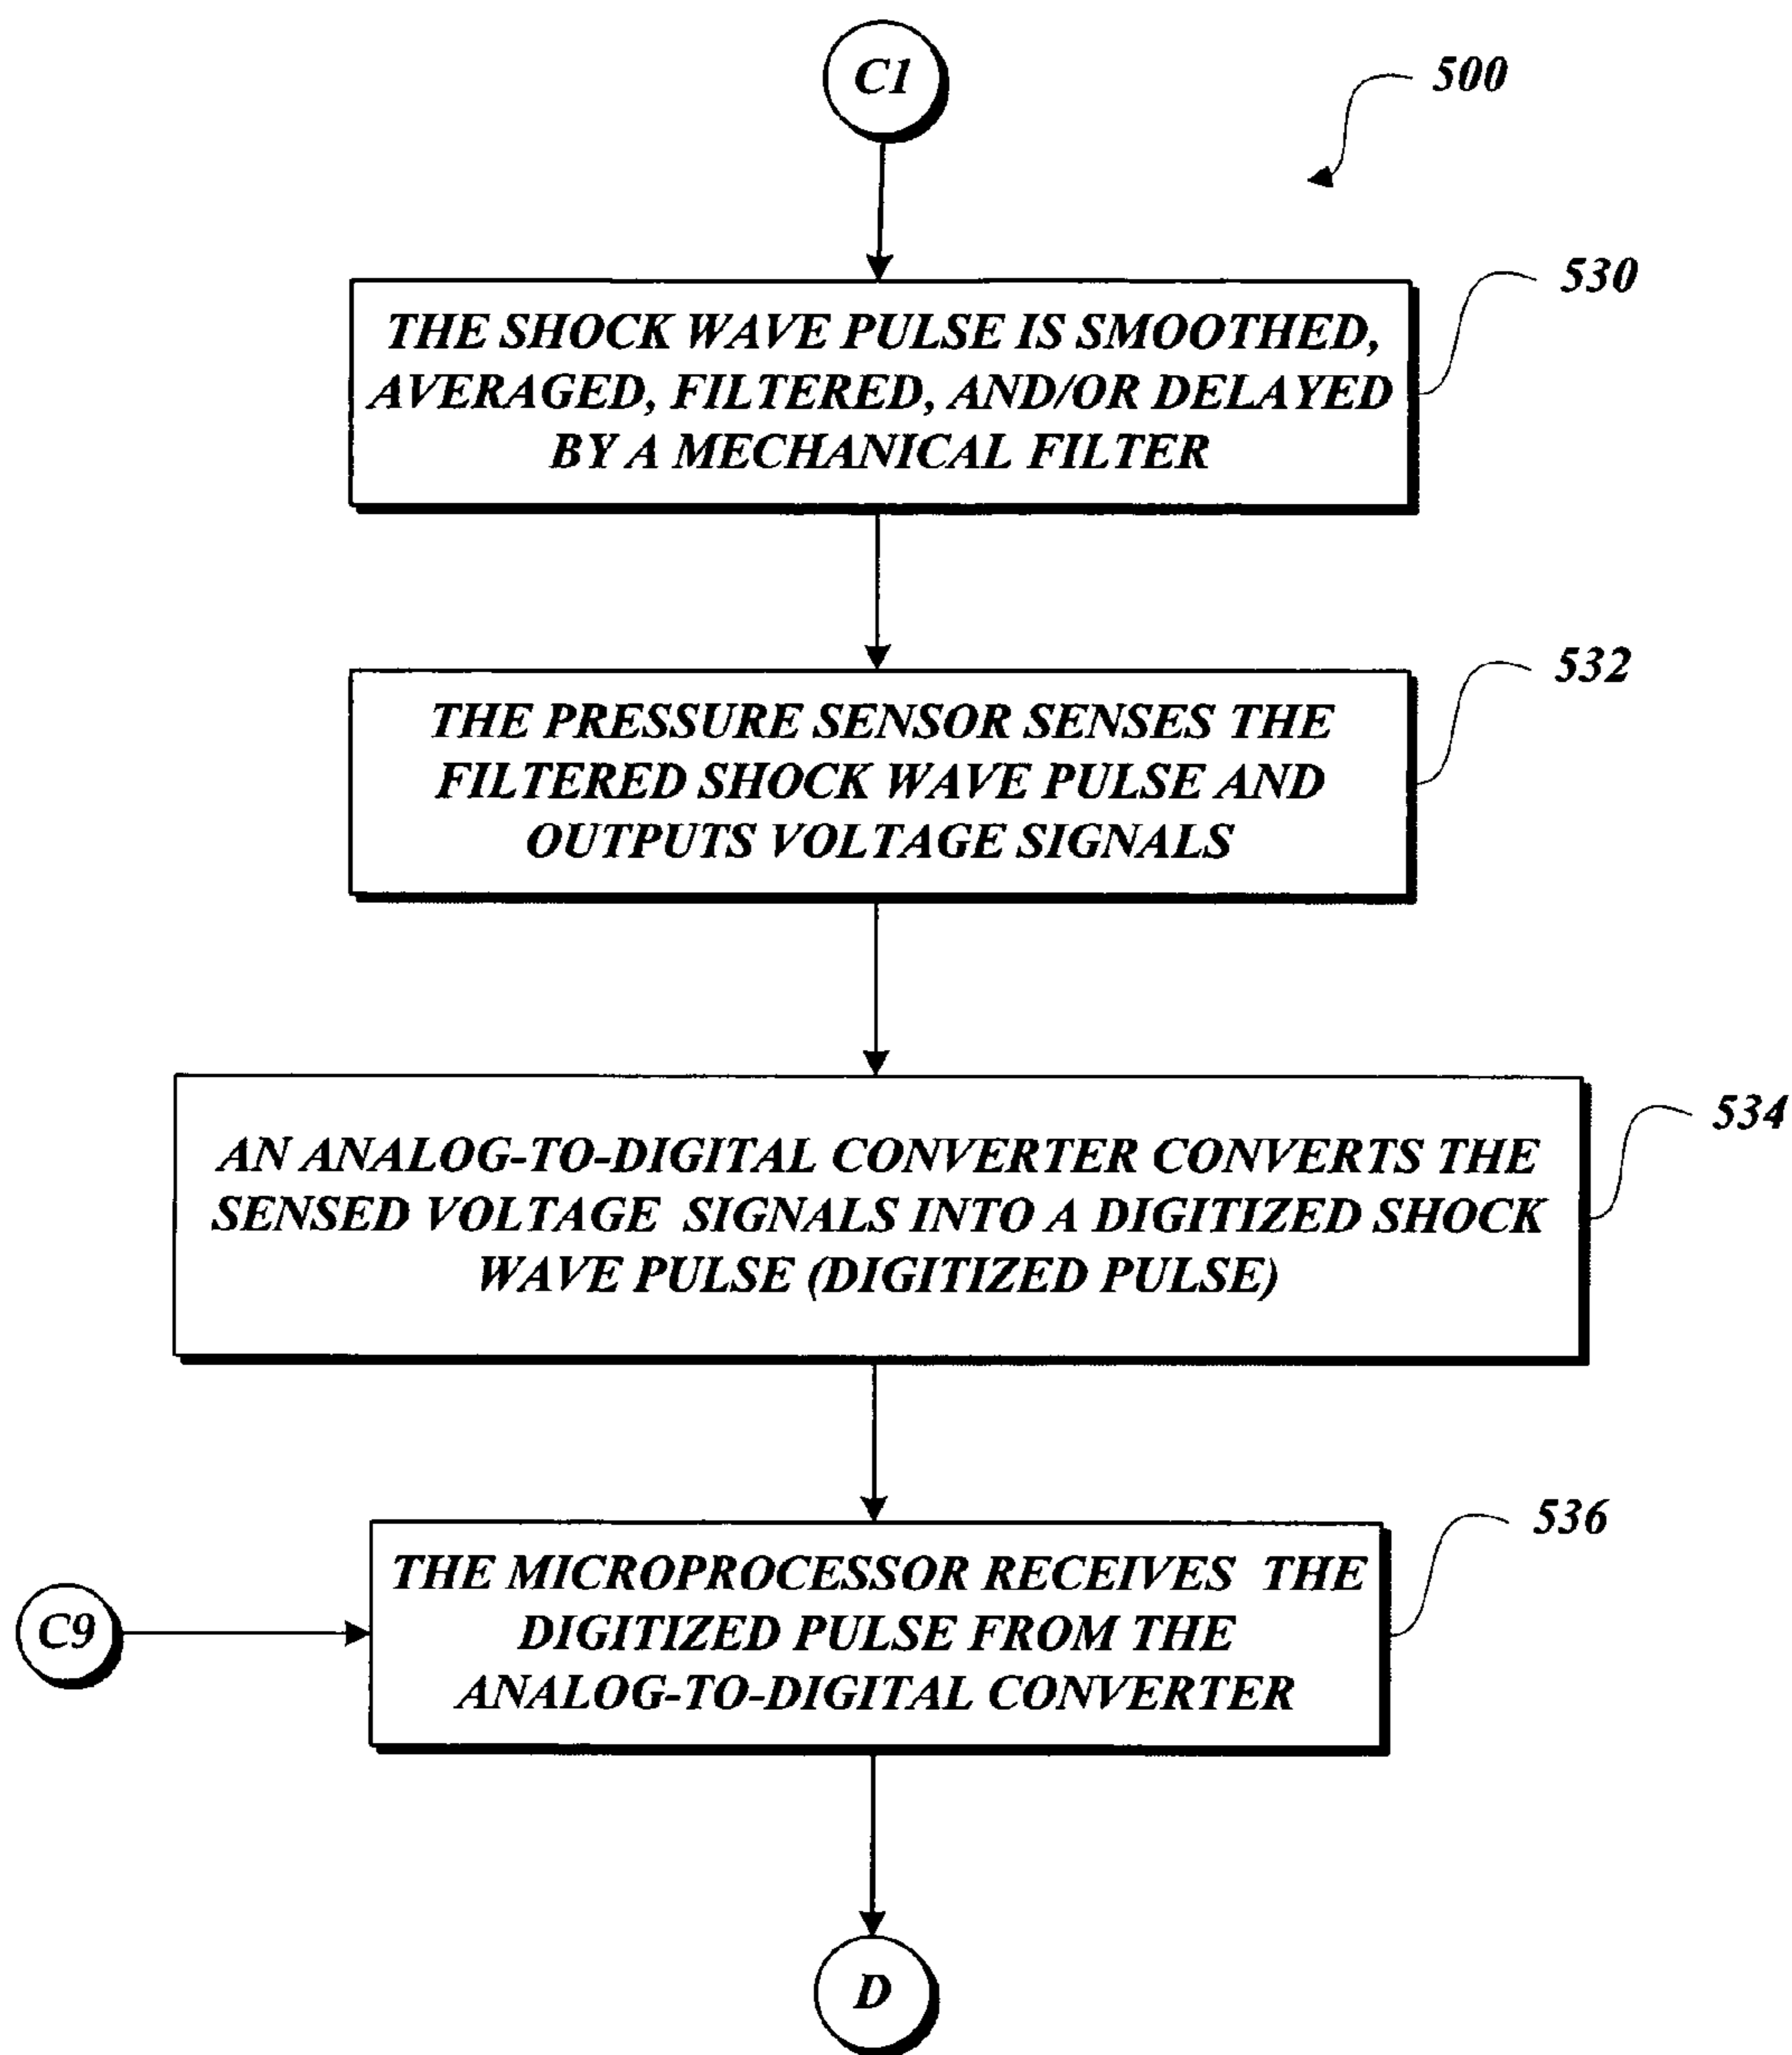 C1
500
530
THE SHOCK WAVE PULSE IS SMOOTHED,
AVERAGED, FILTERED, AND/OR DELAYED
BY A MECHANICAL FILTER
532
THE PRESSURE SENSOR SENSES THE
FILTERED SHOCK WAVE PULSE AND
OUTPUTS VOLTAGE SIGNALS
534
AN ANALOG-TO-DIGITAL CONVERTER CONVERTS THE
SENSED VOLTAGE SIGNALS INTO A DIGITIZED SHOCK
WAVE PULSE (DIGITIZED PULSE)
536
THE MICROPROCESSOR RECEIVES THE
DIGITIZED PULSE FROM THE
ANALOG-TO-DIGITAL CONVERTER
C9
D